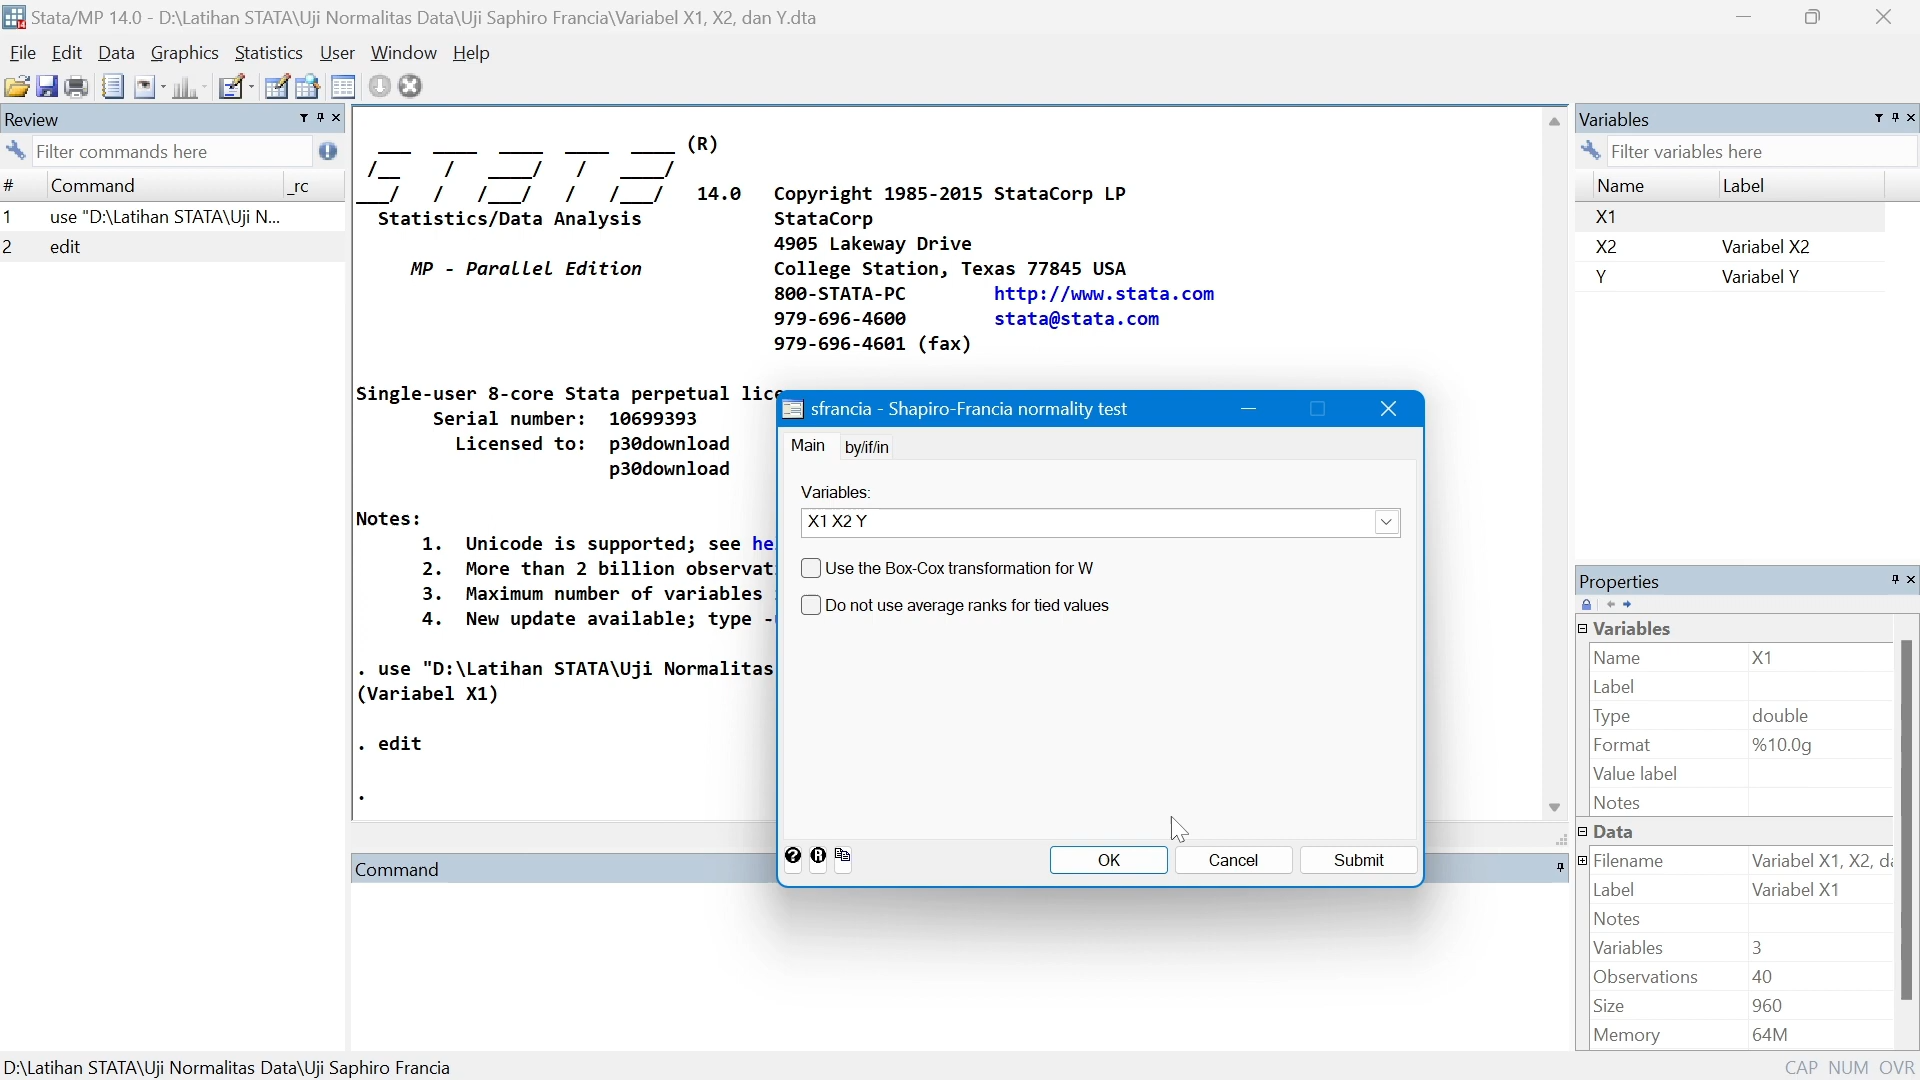 Stata/MP 14.0 - D:\Latihan STATA\Uji Normalitas Data\Uji Saphiro Francia\Variabel X1, X2, dan Y.dta
File Edit Data Graphics Statistics User Window Help
Review
Filter commands here
# Command _rc
1 use "D:\Latihan STATA\Uji N...
2 edit
(R)
14.0 Copyright 1985-2015 StataCorp LP
Statistics/Data Analysis StataCorp
4905 Lakeway Drive
MP - Parallel Edition College Station, Texas 77845 USA
800-STATA-PC http://www.stata.com
979-696-4600 stata@stata.com
979-696-4601 (fax)
Single-user 8-core Stata perpetual lice
Serial number: 10699393
Licensed to: p30download
p30download
Notes:
1. Unicode is supported; see he
2. More than 2 billion observat
3. Maximum number of variables
4. New update available; type -
. use "D:\Latihan STATA\Uji Normalitas
(Variabel X1)
. edit
.
Command
sfrancia - Shapiro-Francia normality test
Main by/if/in
Variables:
X1 X2 Y
Use the Box-Cox transformation for W
Do not use average ranks for tied values
OK Cancel Submit
Variables
Filter variables here
Name Label
X1
X2 Variabel X2
Y Variabel Y
Properties
Variables
Name X1
Label
Type double
Format %10.0g
Value label
Notes
Data
Filename Variabel X1, X2, da
Label Variabel X1
Notes
Variables 3
Observations 40
Size 960
Memory 64M
D:\Latihan STATA\Uji Normalitas Data\Uji Saphiro Francia
CAP NUM OVR